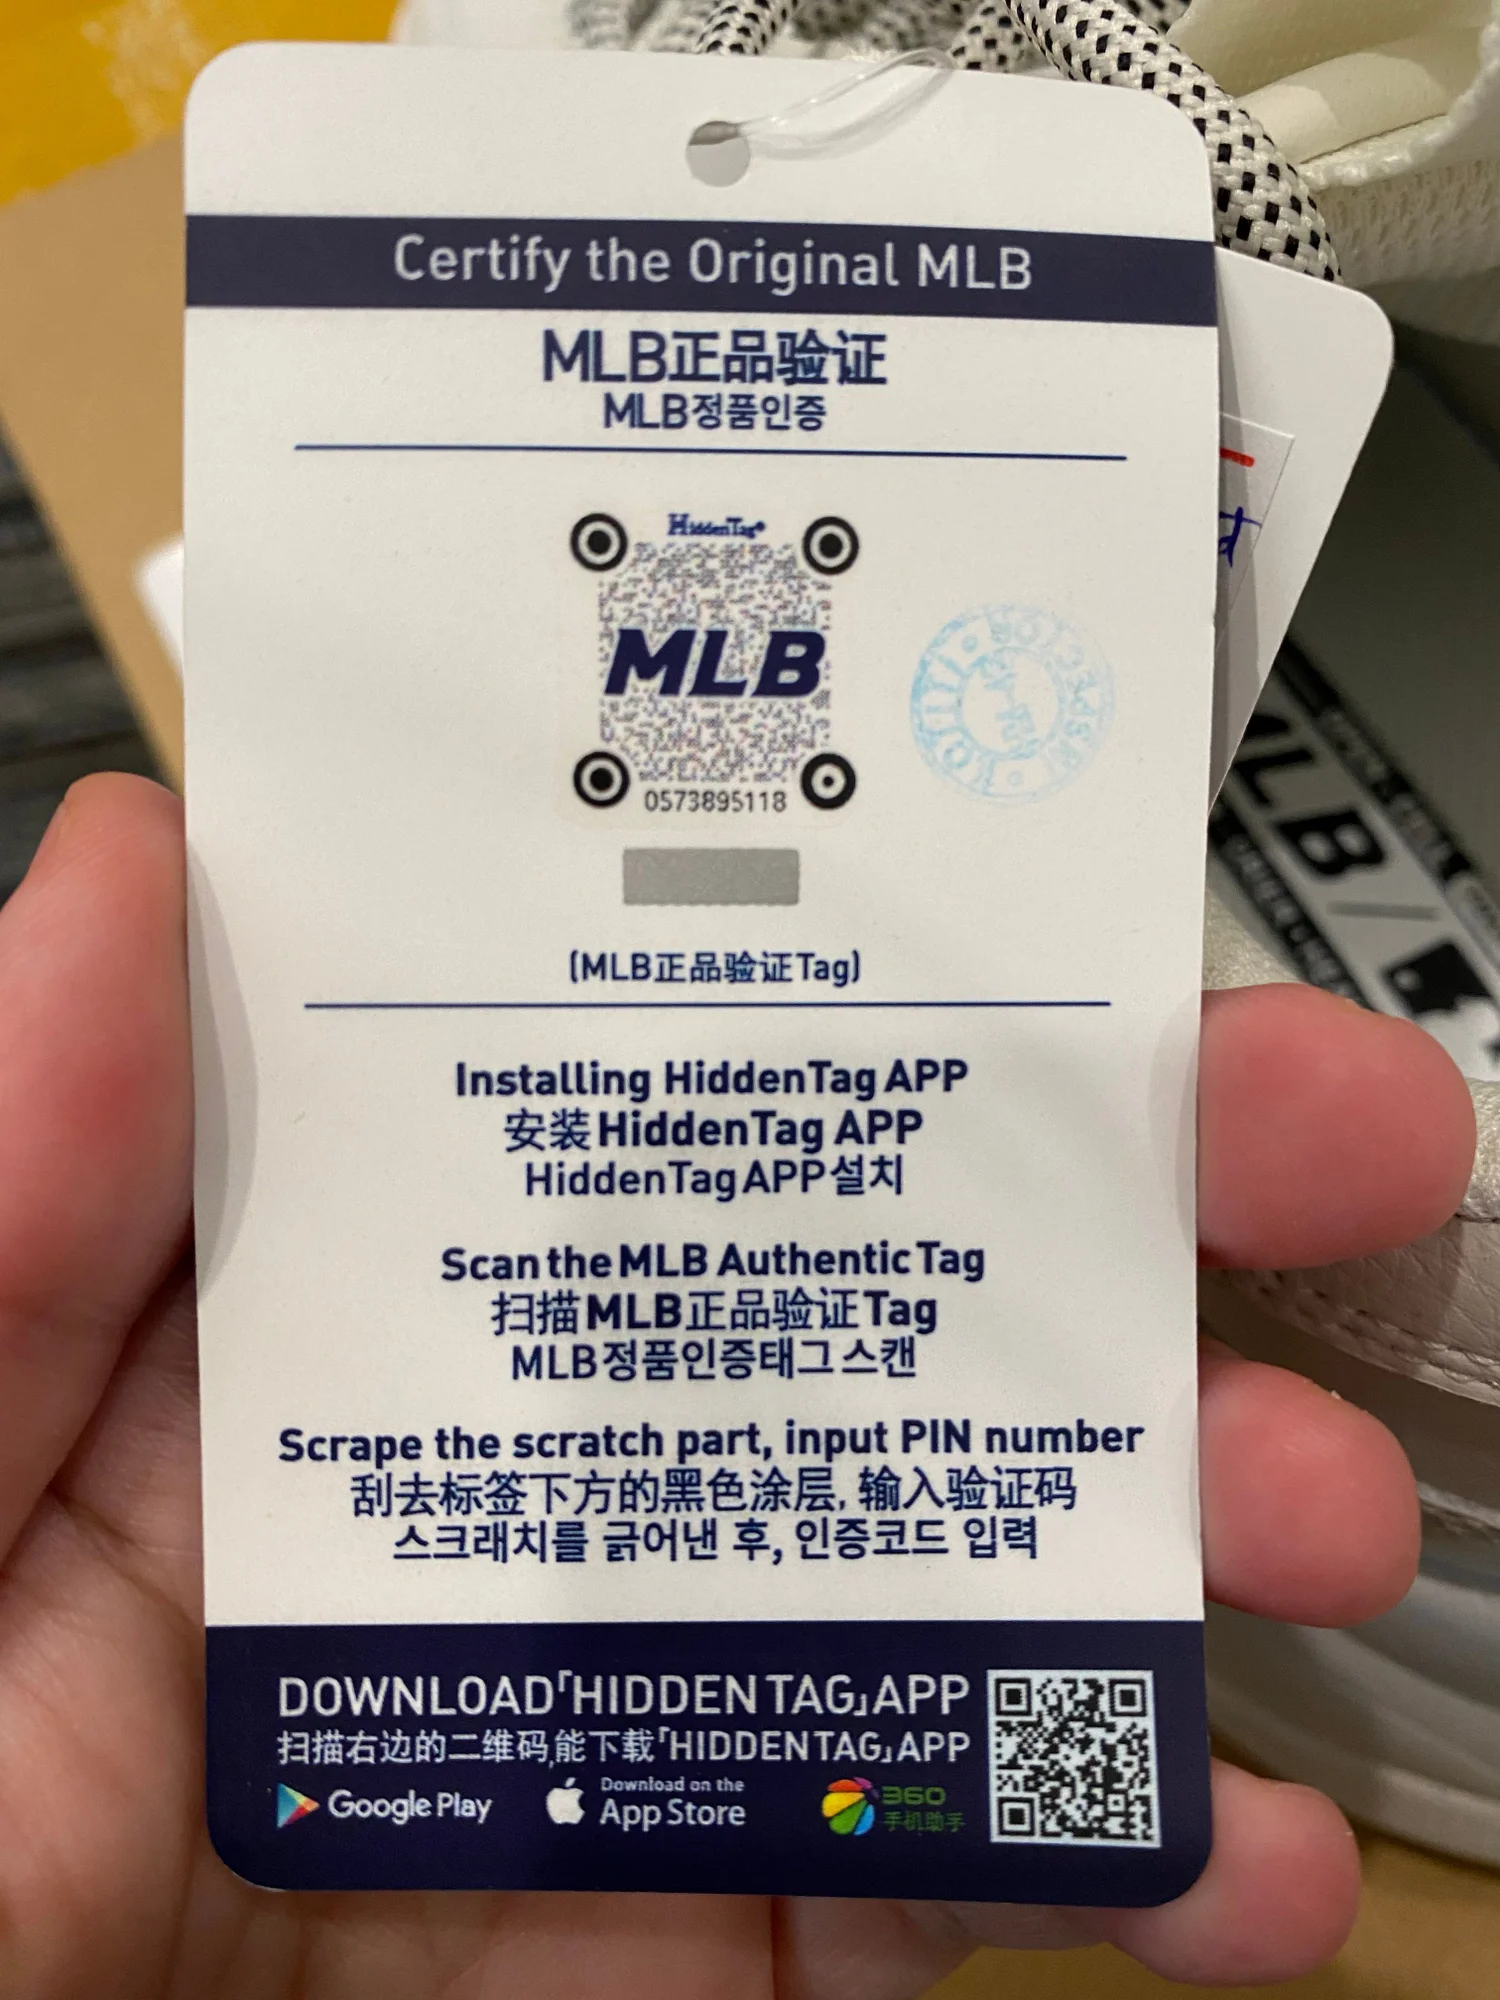 Certify the Original MLB
MLB正品验证
MLB정품인증
HiddenTag®
MLB
0573895118
(MLB正品验证Tag)
Installing HiddenTag APP
安装HiddenTag APP
HiddenTag APP 설치
Scan the MLB Authentic Tag
扫描MLB正品验证Tag
MLB정품인증태그 스캔
Scrape the scratch part, input PIN number
刮去标签下方的黑色涂层, 输入验证码
스크래치를 긁어낸 후, 인증코드 입력
DOWNLOAD「HIDDEN TAG」APP
扫描右边的二维码,能下载「HIDDENTAG」APP
Google Play
Download on the
App Store
360
手机助手
MLB /